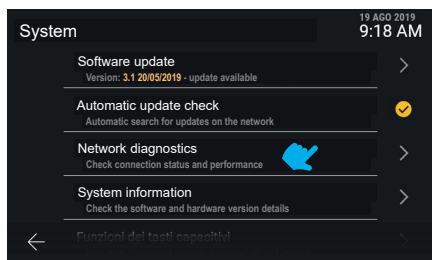 19 AGO 2019
System
9:18 AM
Software update
Version: 3.1 20/05/2019 - update available
Automatic update check
Automatic search for updates on the network
Network diagnostics
Check connection status and performance
System information
Check the software and hardware version details
Funzioni dei tasti capacitivi